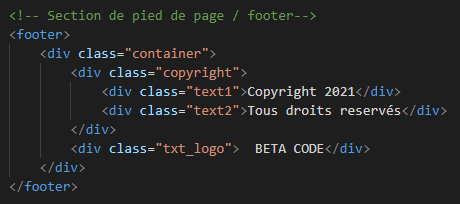 <!-- Section de pied de page / footer-->
<footer>
<div class="container">
<div class="copyright">
<div class="text1">Copyright 2021</div>
<div class="text2">Tous droits reservés</div>
</div>
<div class="txt_logo">  BETA CODE</div>
</div>
</footer>